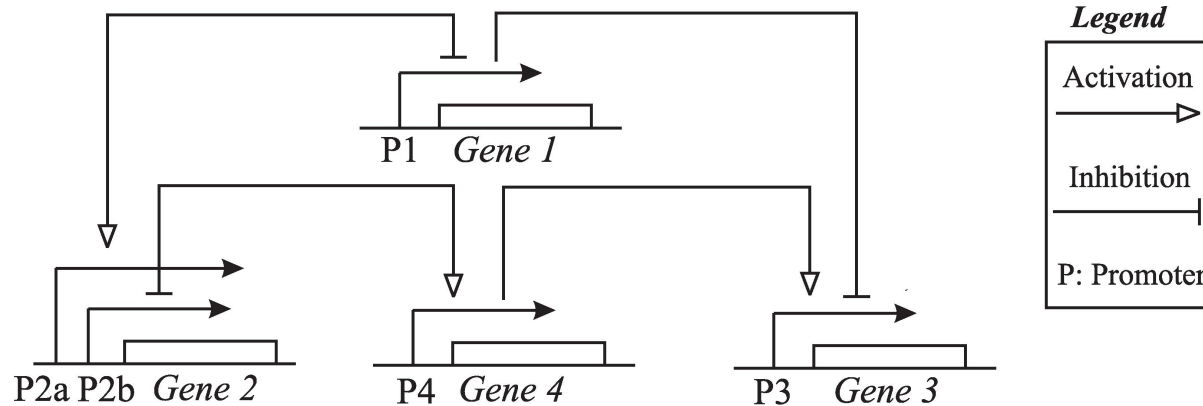 Legend
Activation
Inhibition
P: Promoter
P1 Gene 1
P2a P2b Gene 2
P4 Gene 4
P3 Gene 3